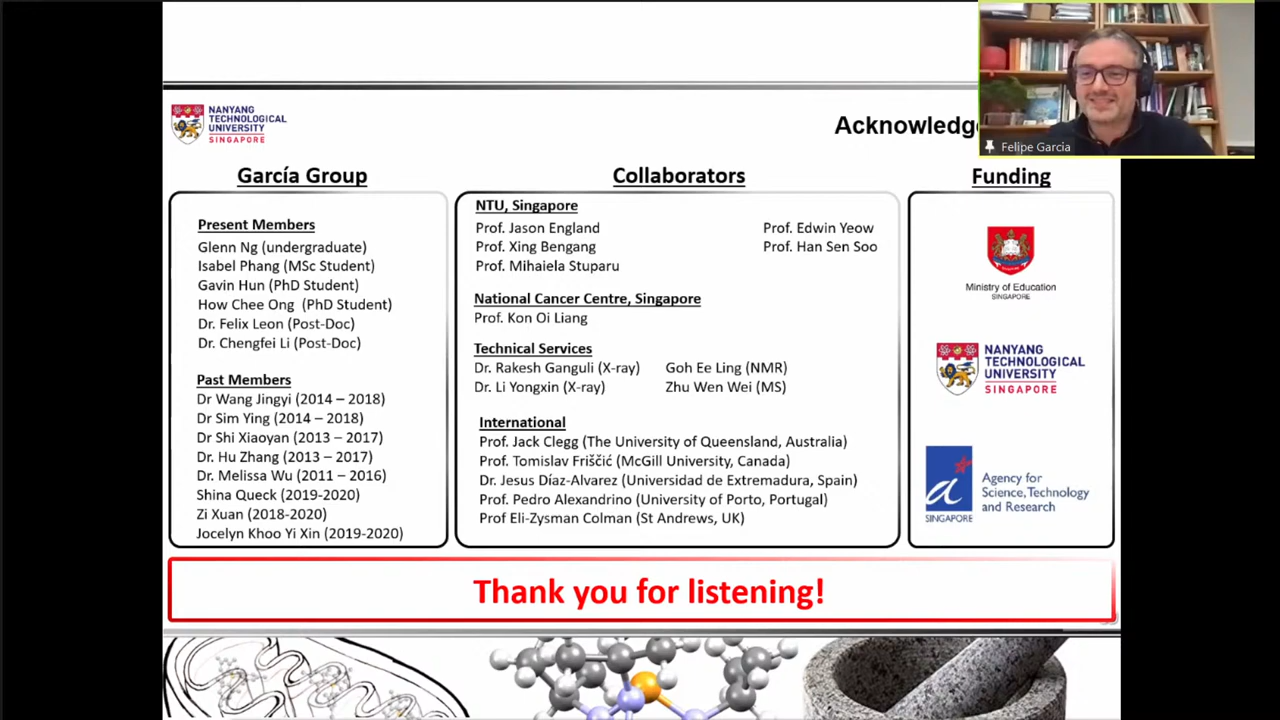 NANYANG
TECHNOLOGICAL
UNIVERSITY
SINGAPORE
Acknowledg
Felipe Garcia
García Group
Present Members
Glenn Ng (undergraduate)
Isabel Phang (MSc Student)
Gavin Hun (PhD Student)
How Chee Ong (PhD Student)
Dr. Felix Leon (Post-Doc)
Dr. Chengfei Li (Post-Doc)
Past Members
Dr Wang Jingyi (2014 – 2018)
Dr Sim Ying (2014 – 2018)
Dr Shi Xiaoyan (2013 – 2017)
Dr. Hu Zhang (2013 – 2017)
Dr. Melissa Wu (2011 – 2016)
Shina Queck (2019-2020)
Zi Xuan (2018-2020)
Jocelyn Khoo Yi Xin (2019-2020)
Collaborators
NTU, Singapore
Prof. Jason England Prof. Edwin Yeow
Prof. Xing Bengang Prof. Han Sen Soo
Prof. Mihaiela Stuparu
National Cancer Centre, Singapore
Prof. Kon Oi Liang
Technical Services
Dr. Rakesh Ganguli (X-ray) Goh Ee Ling (NMR)
Dr. Li Yongxin (X-ray) Zhu Wen Wei (MS)
International
Prof. Jack Clegg (The University of Queensland, Australia)
Prof. Tomislav Friščić (McGill University, Canada)
Dr. Jesus Díaz-Alvarez (Universidad de Extremadura, Spain)
Prof. Pedro Alexandrino (University of Porto, Portugal)
Prof Eli-Zysman Colman (St Andrews, UK)
Funding
Ministry of Education
SINGAPORE
NANYANG
TECHNOLOGICAL
UNIVERSITY
SINGAPORE
a
SINGAPORE
Agency for
Science, Technology
and Research
Thank you for listening!